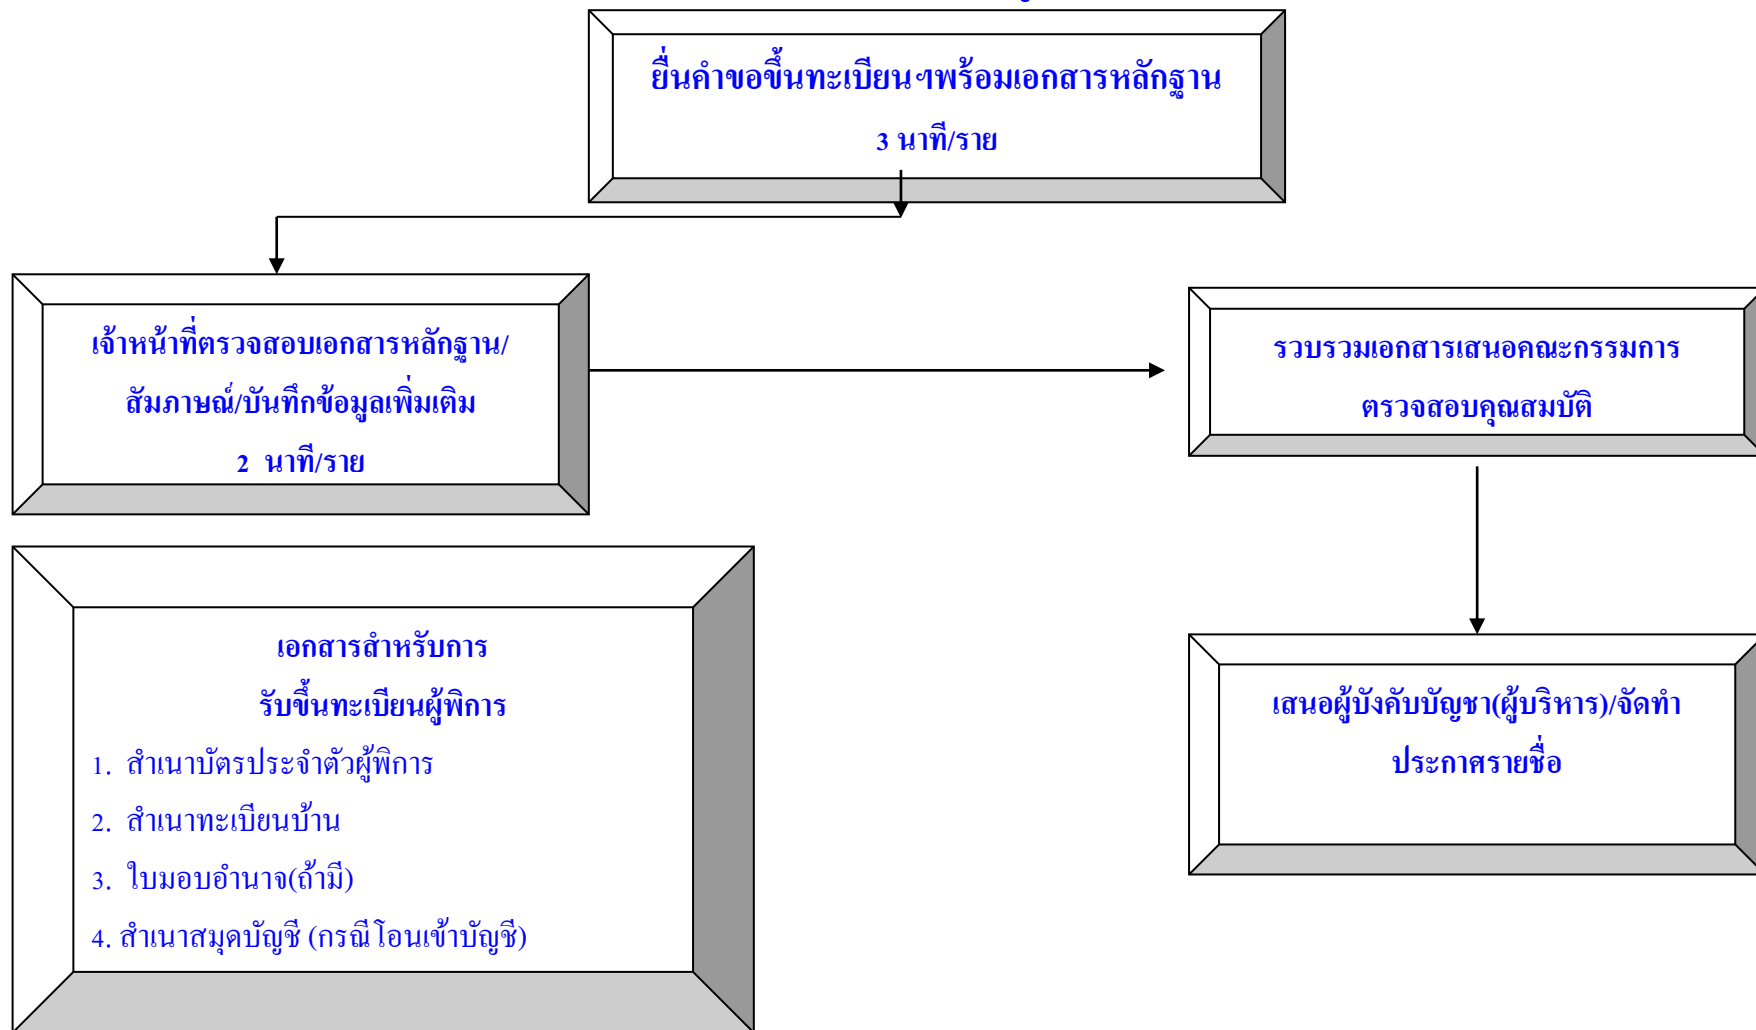 ยื่นคำขอขึ้นทะเบียนฯพร้อมเอกสารหลักฐาน
3 นาที/ราย
เจ้าหน้าที่ตรวจสอบเอกสารหลักฐาน/
สัมภาษณ์/บันทึกข้อมูลเพิ่มเติม
2 นาที/ราย
รวบรวมเอกสารเสนอคณะกรรมการ
ตรวจสอบคุณสมบัติ
เอกสารสำหรับการ
รับขึ้นทะเบียนผู้พิการ
1. สำเนาบัตรประจำตัวผู้พิการ
2. สำเนาทะเบียนบ้าน
3. ใบมอบอำนาจ(ถ้ามี)
4. สำเนาสมุดบัญชี (กรณีโอนเข้าบัญชี)
เสนอผู้บังคับบัญชา(ผู้บริหาร)/จัดทำ
ประกาศรายชื่อ